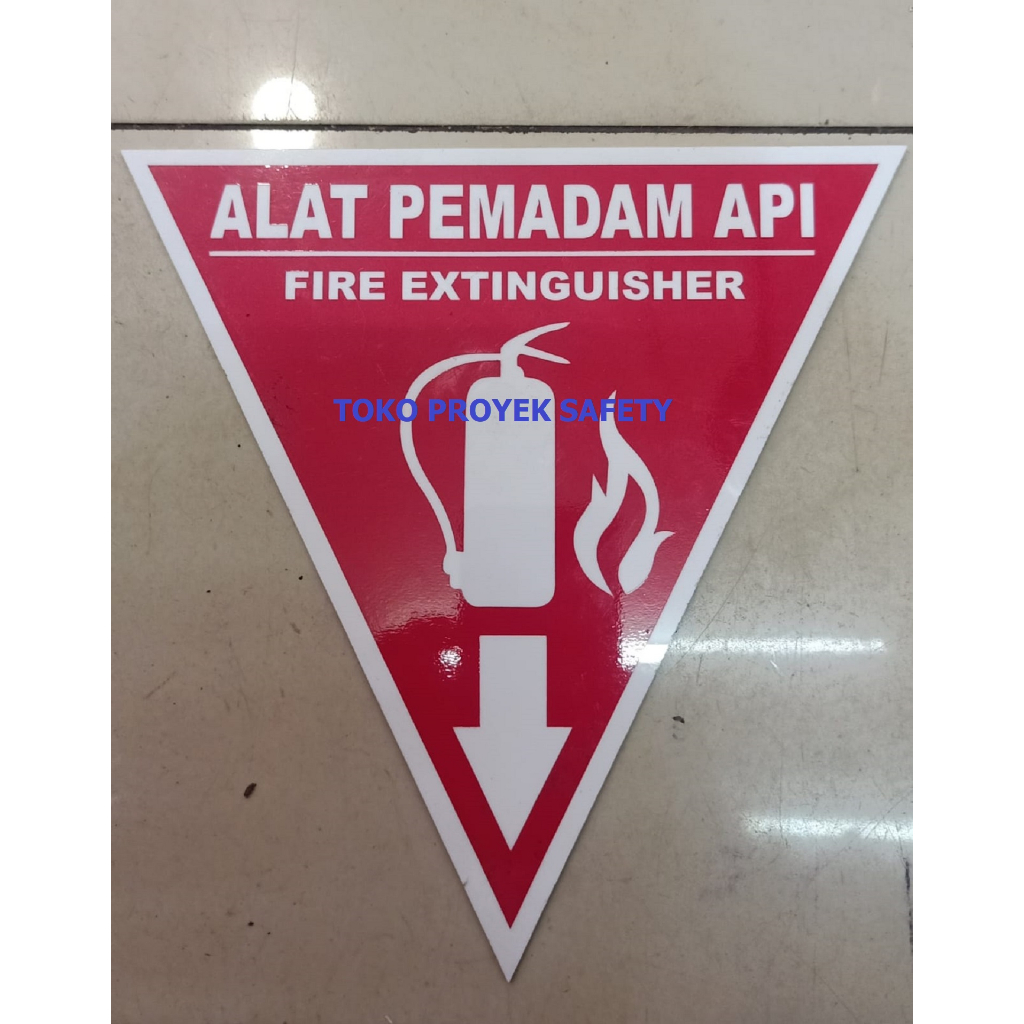 ALAT PEMADAM API
FIRE EXTINGUISHER
TOKO PROYEK SAFETY